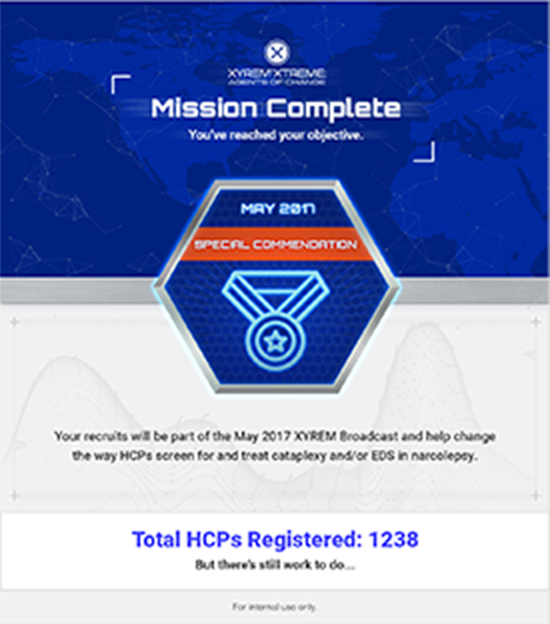 XYREM XTREME
AGENTS OF CHANGE
Mission Complete
You've reached your objective.
MAY 2017
SPECIAL COMMENDATION
Your recruits will be part of the May 2017 XYREM Broadcast and help change
the way HCPs screen for and treat cataplexy and/or EDS in narcolepsy.
Total HCPs Registered: 1238
But there's still work to do...
For internal use only.